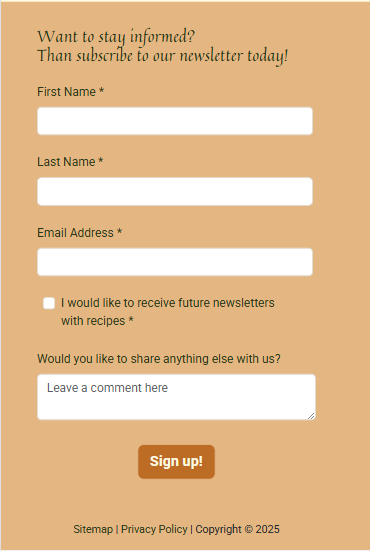 Want to stay informed?
Than subscribe to our newsletter today!
First Name *
Last Name *
Email Address *
I would like to receive future newsletters
with recipes *
Would you like to share anything else with us?
Leave a comment here
Sign up!
Sitemap | Privacy Policy | Copyright © 2025